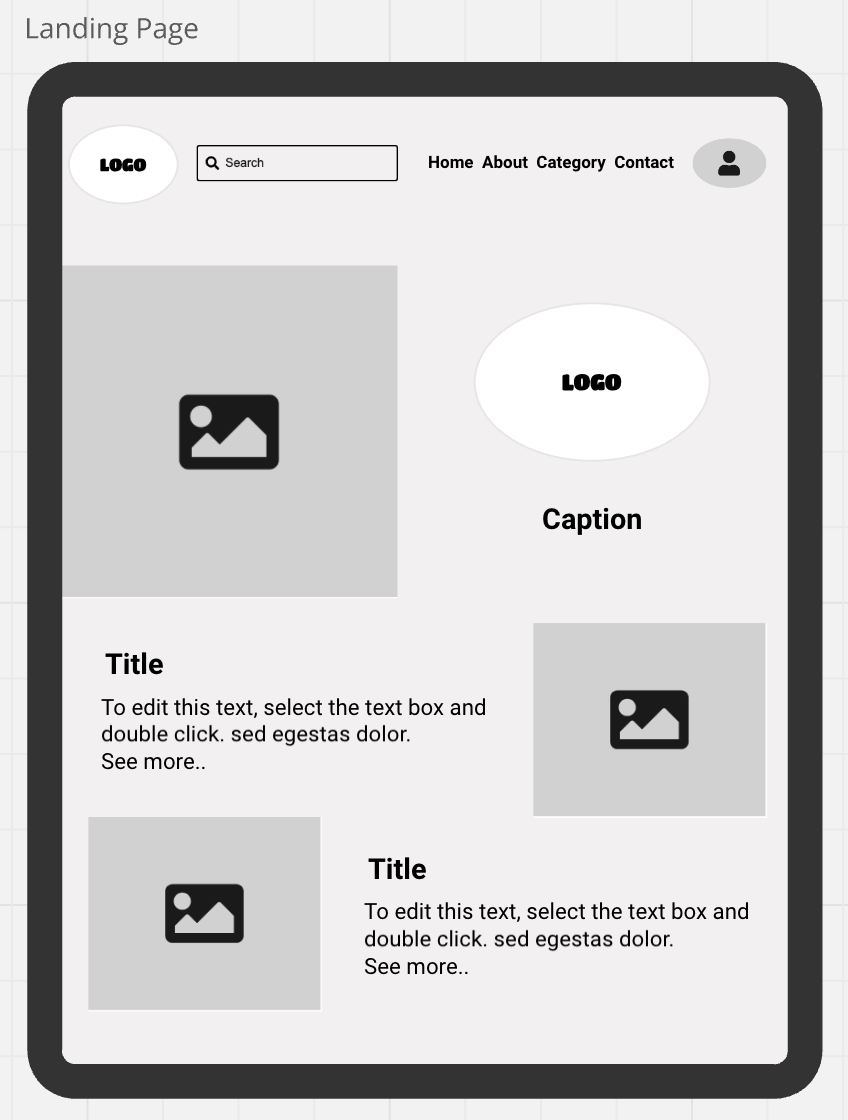 Landing Page
LOGO
Search
Home About Category Contact
LOGO
Caption
Title
To edit this text, select the text box and
double click. sed egestas dolor.
See more..
Title
To edit this text, select the text box and
double click. sed egestas dolor.
See more..